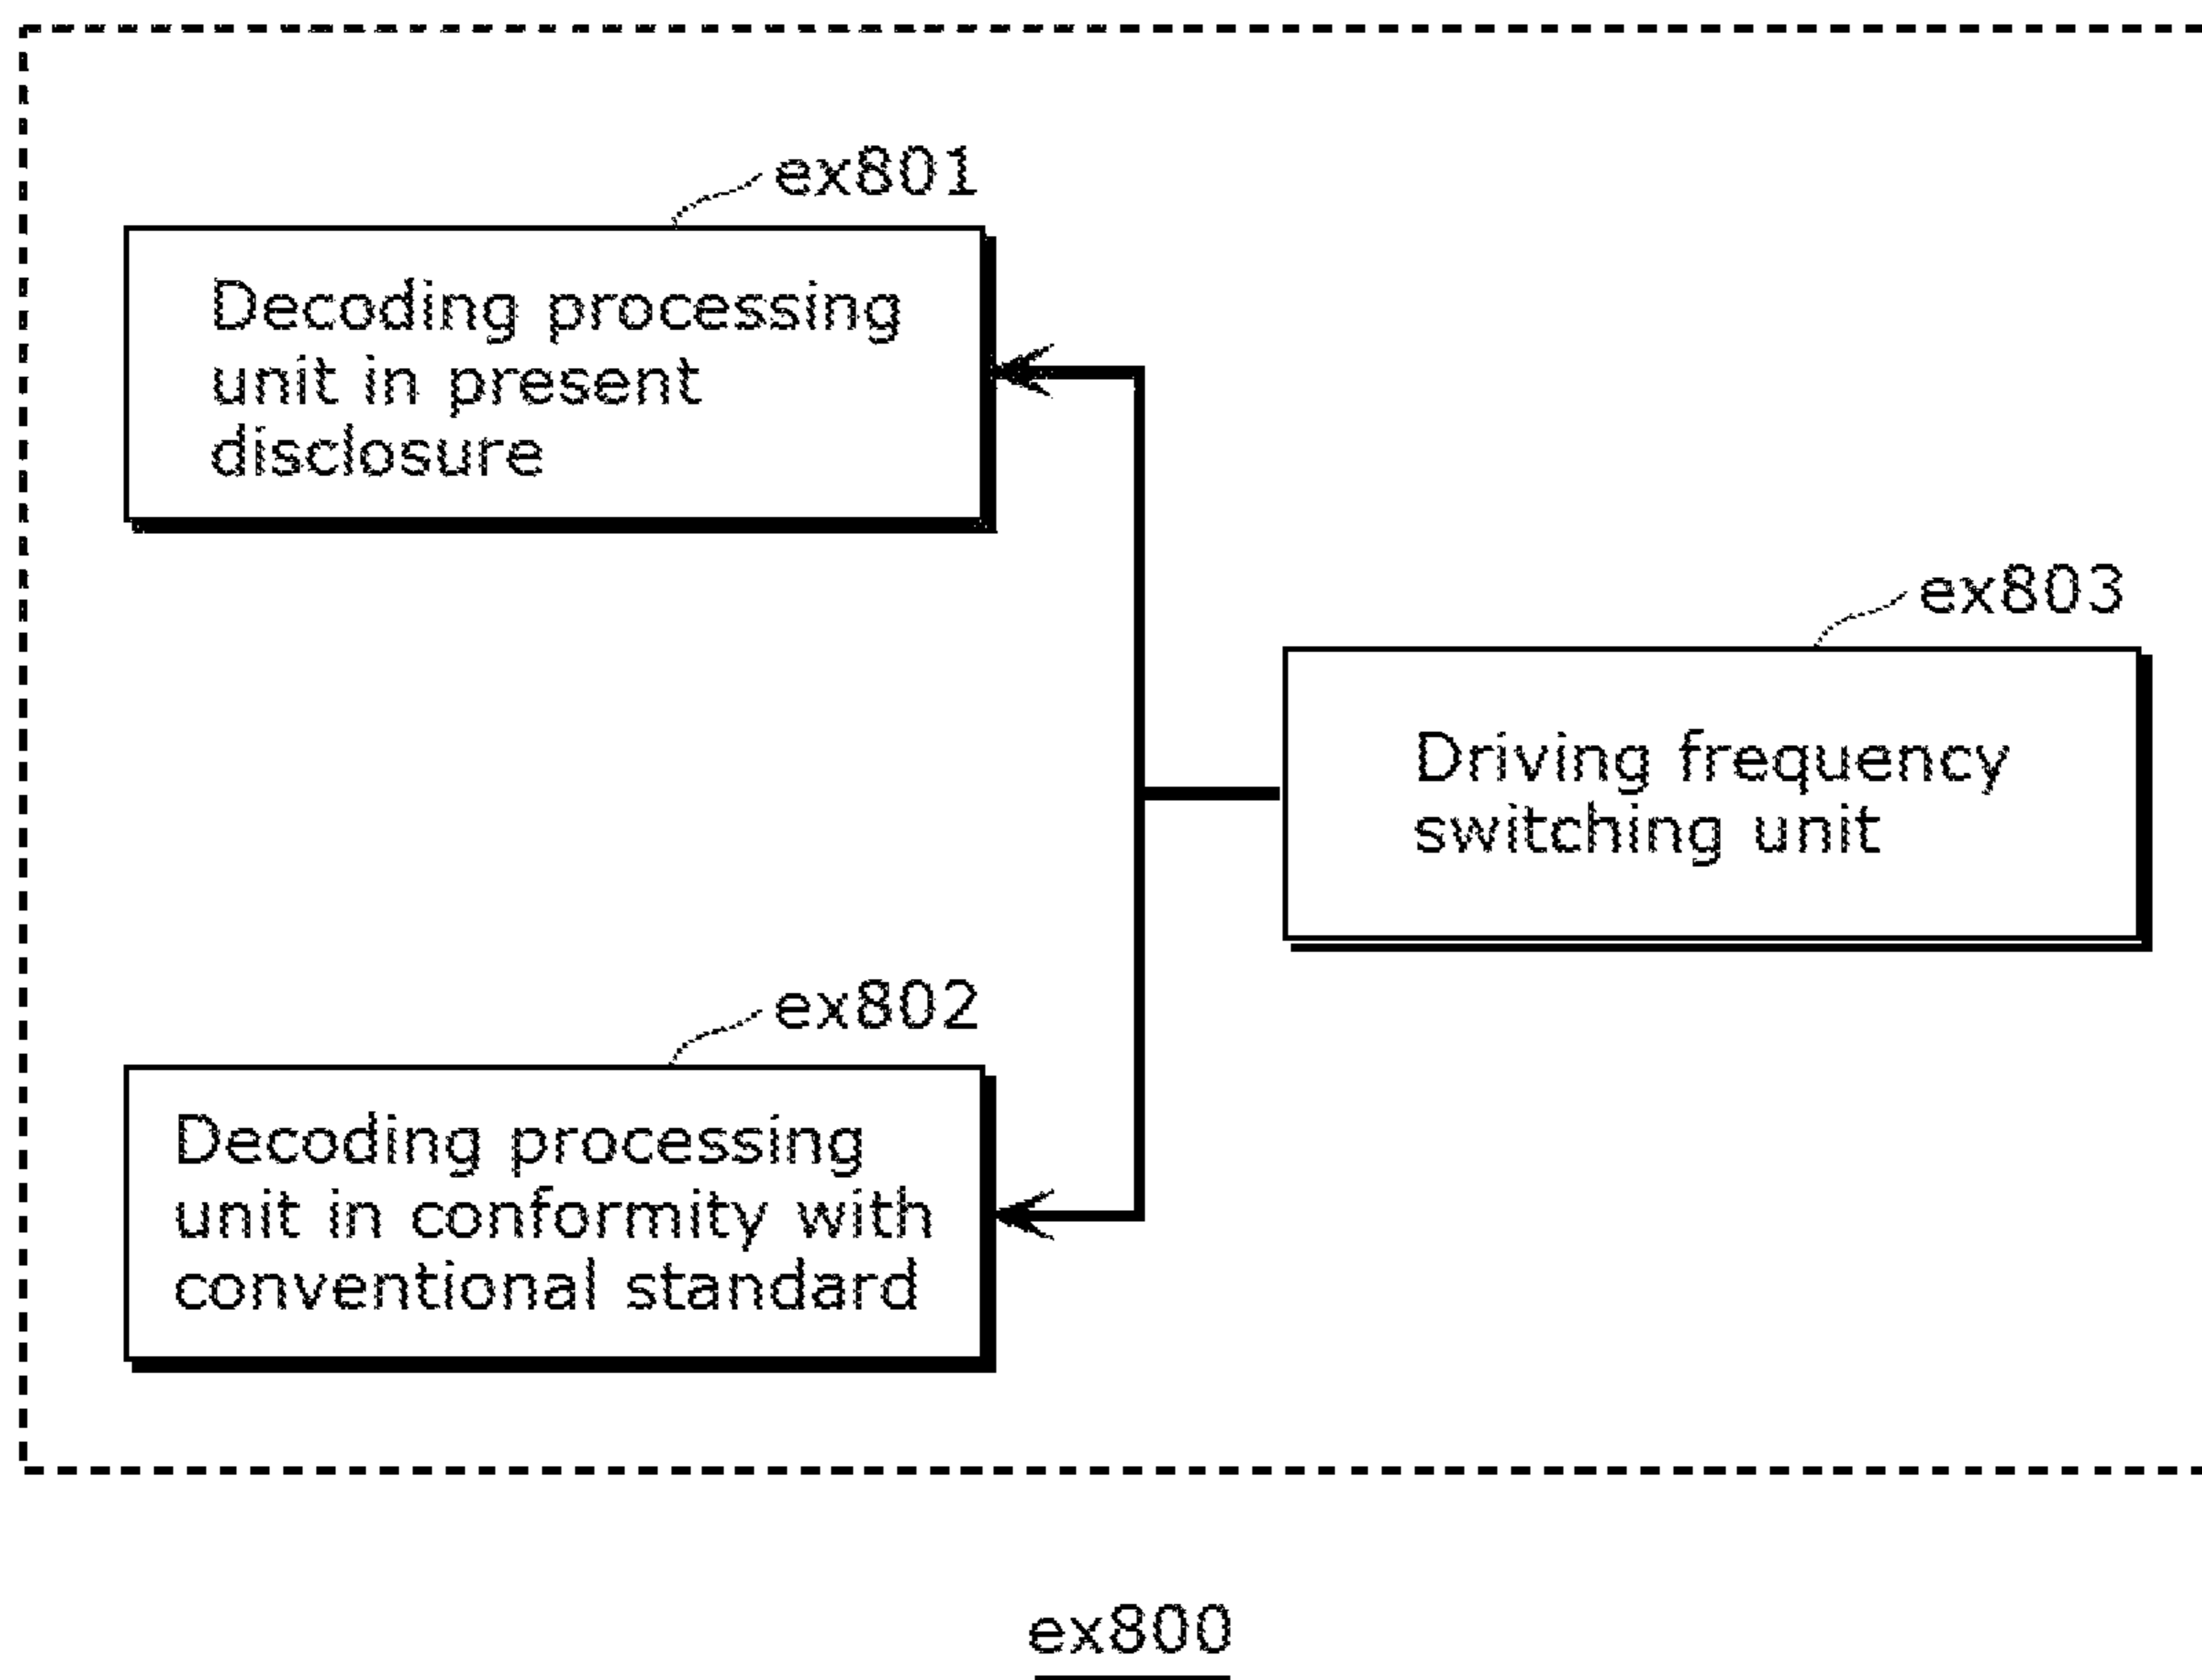 ex801
Decoding processing
unit in present
disclosure
ex803
Driving frequency
switching unit
ex802
Decoding processing
unit in conformity with
conventional standard
ex800